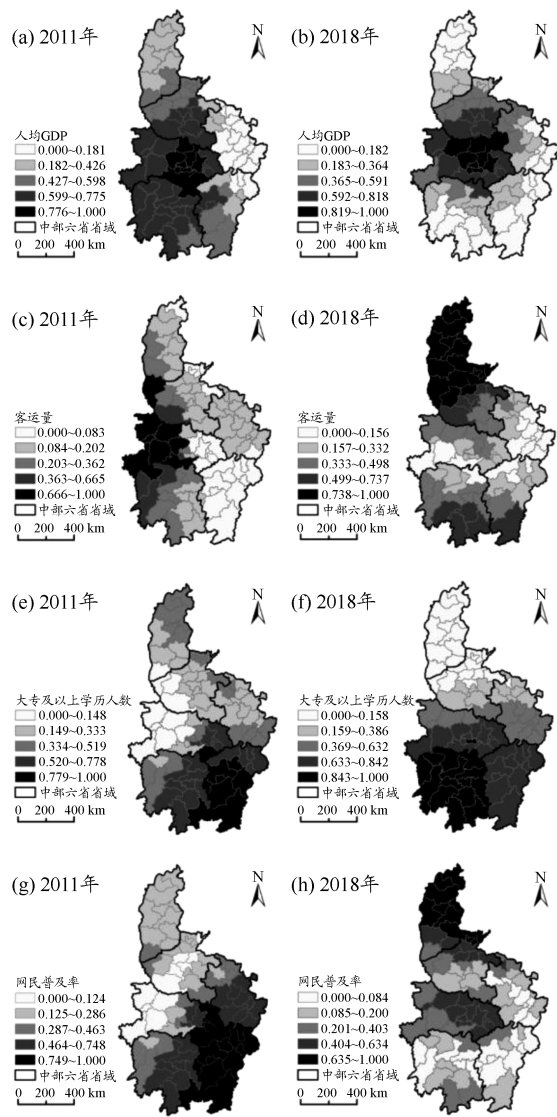 (a) 2011年
N
人均GDP
0.000~0.181
0.182~0.426
0.427~0.598
0.599~0.775
0.776~1.000
中部六省省域
0 200 400 km
(b) 2018年
N
人均GDP
0.000~0.182
0.183~0.364
0.365~0.591
0.592~0.818
0.819~1.000
中部六省省域
0 200 400 km
(c) 2011年
N
客运量
0.000~0.083
0.084~0.202
0.203~0.362
0.363~0.665
0.666~1.000
中部六省省域
0 200 400 km
(d) 2018年
N
客运量
0.000~0.156
0.157~0.332
0.333~0.498
0.499~0.737
0.738~1.000
中部六省省域
0 200 400 km
(e) 2011年
N
大专及以上学历人数
0.000~0.148
0.149~0.333
0.334~0.519
0.520~0.778
0.779~1.000
中部六省省域
0 200 400 km
(f) 2018年
N
大专及以上学历人数
0.000~0.158
0.159~0.386
0.369~0.632
0.633~0.842
0.843~1.000
中部六省省域
0 200 400 km
(g) 2011年
N
网民普及率
0.000~0.124
0.125~0.286
0.287~0.463
0.464~0.748
0.749~1.000
中部六省省域
0 200 400 km
(h) 2018年
N
网民普及率
0.000~0.084
0.085~0.200
0.201~0.403
0.404~0.634
0.635~1.000
中部六省省域
0 200 400 km